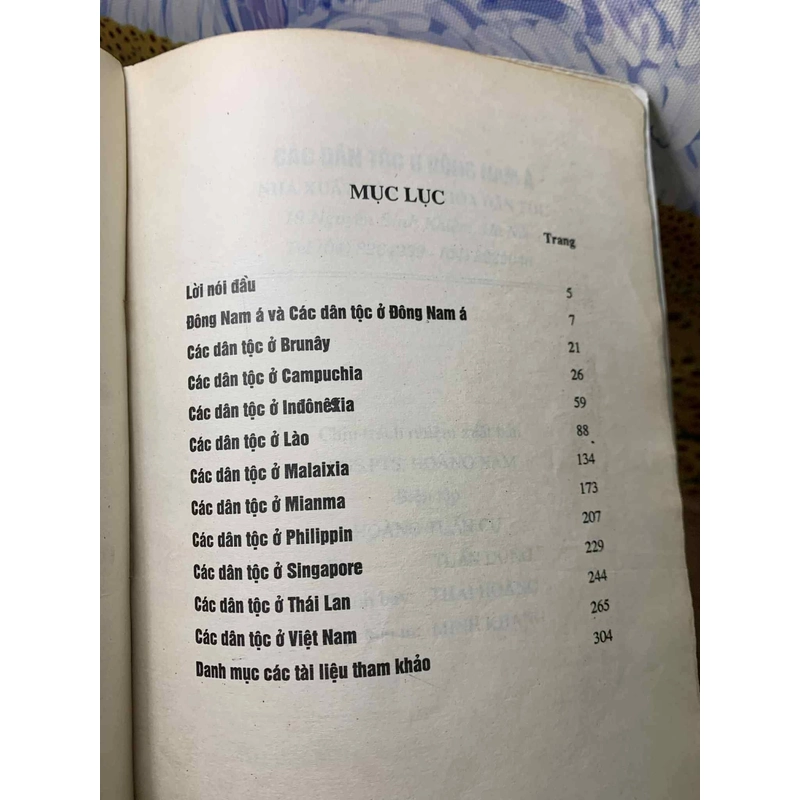 MỤC LỤC
Trang
Lời nói đầu 5
Đông Nam á và Các dân tộc ở Đông Nam á 7
Các dân tộc ở Brunây 21
Các dân tộc ở Campuchia 26
Các dân tộc ở Inđônêxia 59
Các dân tộc ở Lào 88
Các dân tộc ở Malaixia 134
Các dân tộc ở Mianma 173
Các dân tộc ở Philippin 207
Các dân tộc ở Singapore 229
Các dân tộc ở Thái Lan 244
Các dân tộc ở Việt Nam 265
Danh mục các tài liệu tham khảo 304